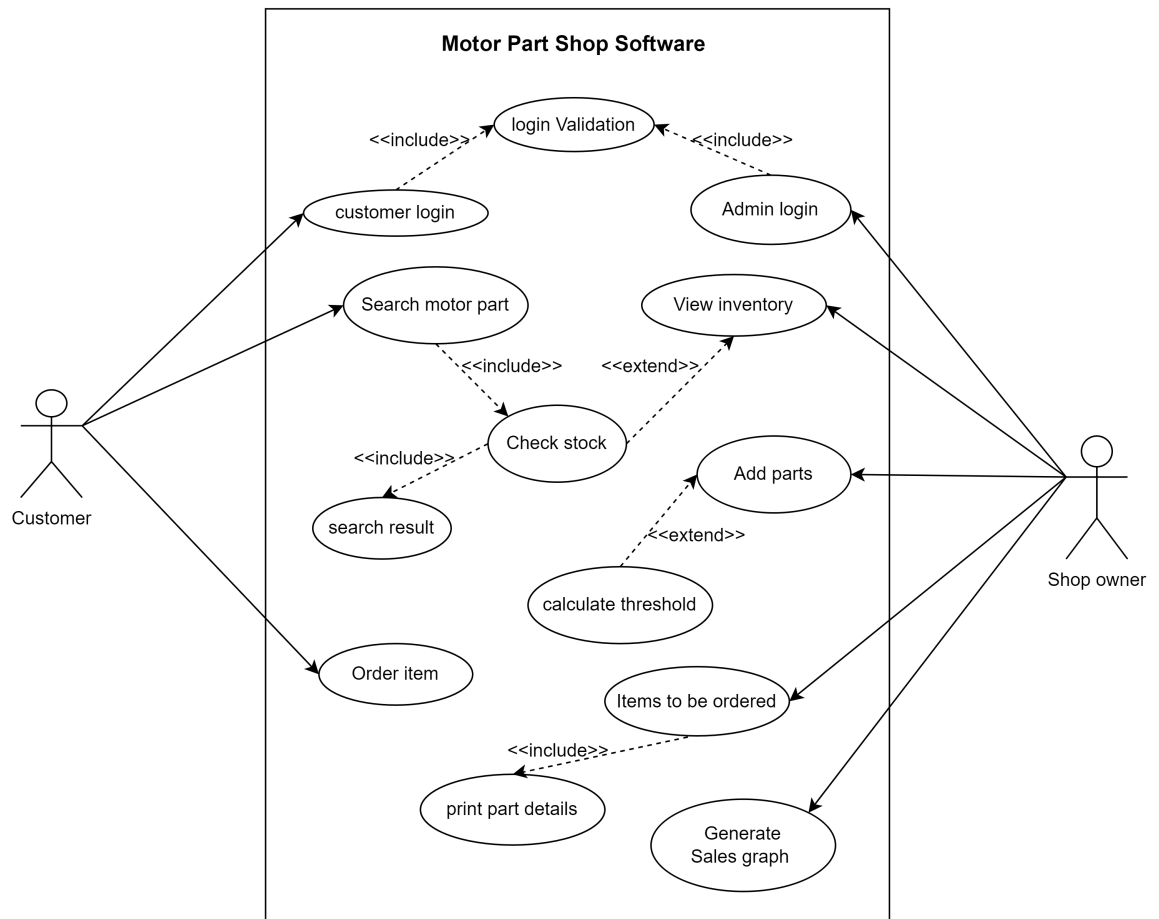 Motor Part Shop Software
login Validation
<<include>>
<<include>>
customer login
Admin login
Search motor part
View inventory
<<include>>
<<extend>>
Check stock
<<include>>
Add parts
search result
Customer
<<extend>>
Shop owner
calculate threshold
Order item
Items to be ordered
<<include>>
print part details
Generate
Sales graph